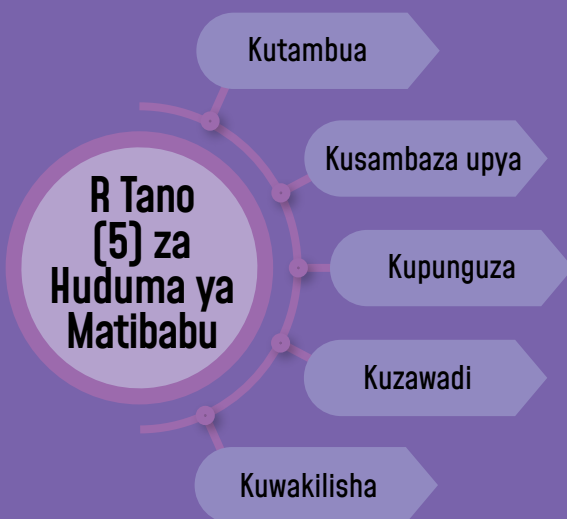 R Tano
(5) za
Huduma ya
Matibabu
Kutambua
Kusambaza upya
Kupunguza
Kuzawadi
Kuwakilisha